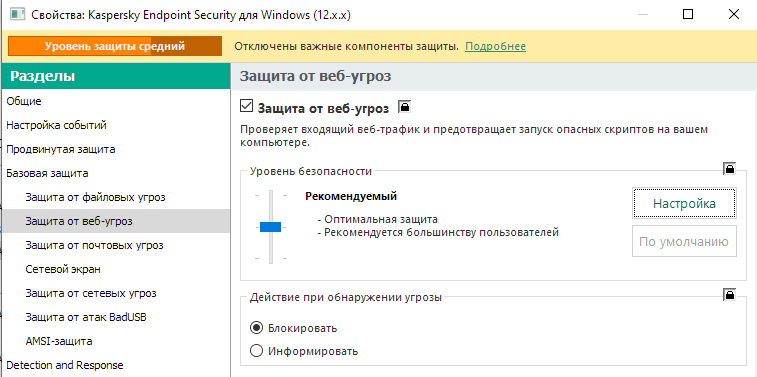 Свойства: Kaspersky Endpoint Security для Windows (12.x.x)
Уровень защиты средний
Отключены важные компоненты защиты. Подробнее
Разделы
Общие
Настройка событий
Продвинутая защита
Базовая защита
Защита от файловых угроз
Защита от веб-угроз
Защита от почтовых угроз
Сетевой экран
Защита от сетевых угроз
Защита от атак BadUSB
AMSI-защита
Detection and Response
Защита от веб-угроз
Защита от веб-угроз
Проверяет входящий веб-трафик и предотвращает запуск опасных скриптов на вашем
компьютере.
Уровень безопасности
Рекомендуемый
- Оптимальная защита
- Рекомендуется большинству пользователей
Настройка
По умолчанию
Действие при обнаружении угрозы
Блокировать
Информировать